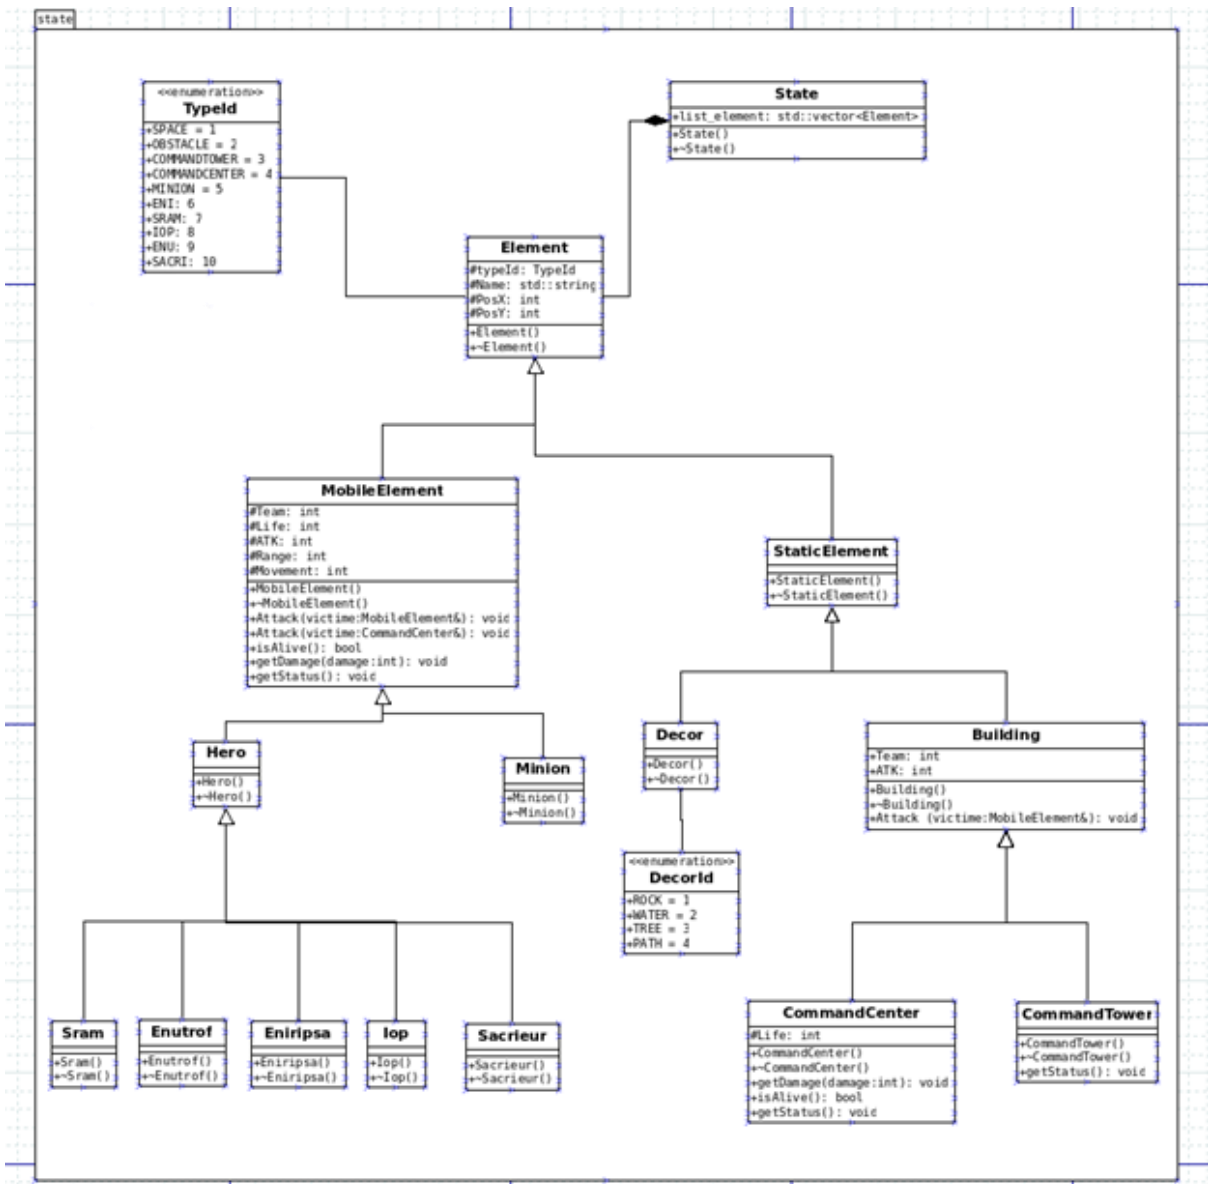 state
<<enumeration>>
TypeId
+SPACE = 1
+OBSTACLE = 2
+COMMANDTOWER = 3
+COMMANDCENTER = 4
+MINION = 5
+ENI: 6
+SRAM: 7
+IOP: 8
+ENU: 9
+SACRI: 10
State
+list_element: std::vector<Element>
+State()
+~State()
Element
#typeId: TypeId
#Name: std::string
#PosX: int
#PosY: int
+Element()
+~Element()
MobileElement
#Team: int
#Life: int
#ATK: int
#Range: int
#Movement: int
+MobileElement()
+~MobileElement()
+Attack(victime:MobileElement&): void
+Attack(victime:CommandCenter&): void
+isAlive(): bool
+getDamage(damage:int): void
+getStatus(): void
StaticElement
+StaticElement()
+~StaticElement()
Hero
+Hero()
+~Hero()
Minion
+Minion()
+~Minion()
Decor
+Decor()
+~Decor()
Building
+Team: int
+ATK: int
+Building()
+~Building()
+Attack (victime:MobileElement&): void
<<enumeration>>
DecorId
+ROCK = 1
+WATER = 2
+TREE = 3
+PATH = 4
Sram
+Sram()
+~Sram()
Enutrof
+Enutrof()
+~Enutrof()
Eniripsa
+Eniripsa()
+~Eniripsa()
Iop
+Iop()
+~Iop()
Sacrieur
+Sacrieur()
+~Sacrieur()
CommandCenter
#Life: int
+CommandCenter()
+~CommandCenter()
+getDamage(damage:int): void
+isAlive(): bool
+getStatus(): void
CommandTower
+CommandTower()
+~CommandTower()
+getStatus(): void